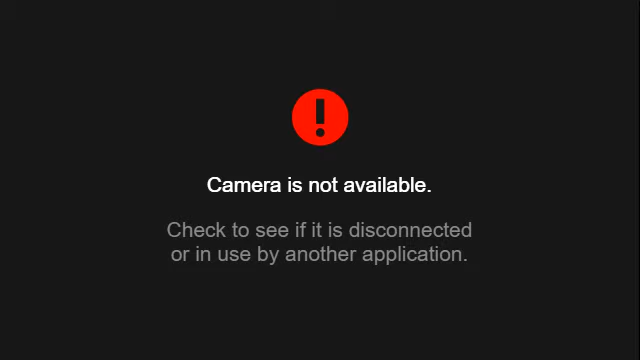 Camera is not available.
Check to see if it is disconnected
or in use by another application.